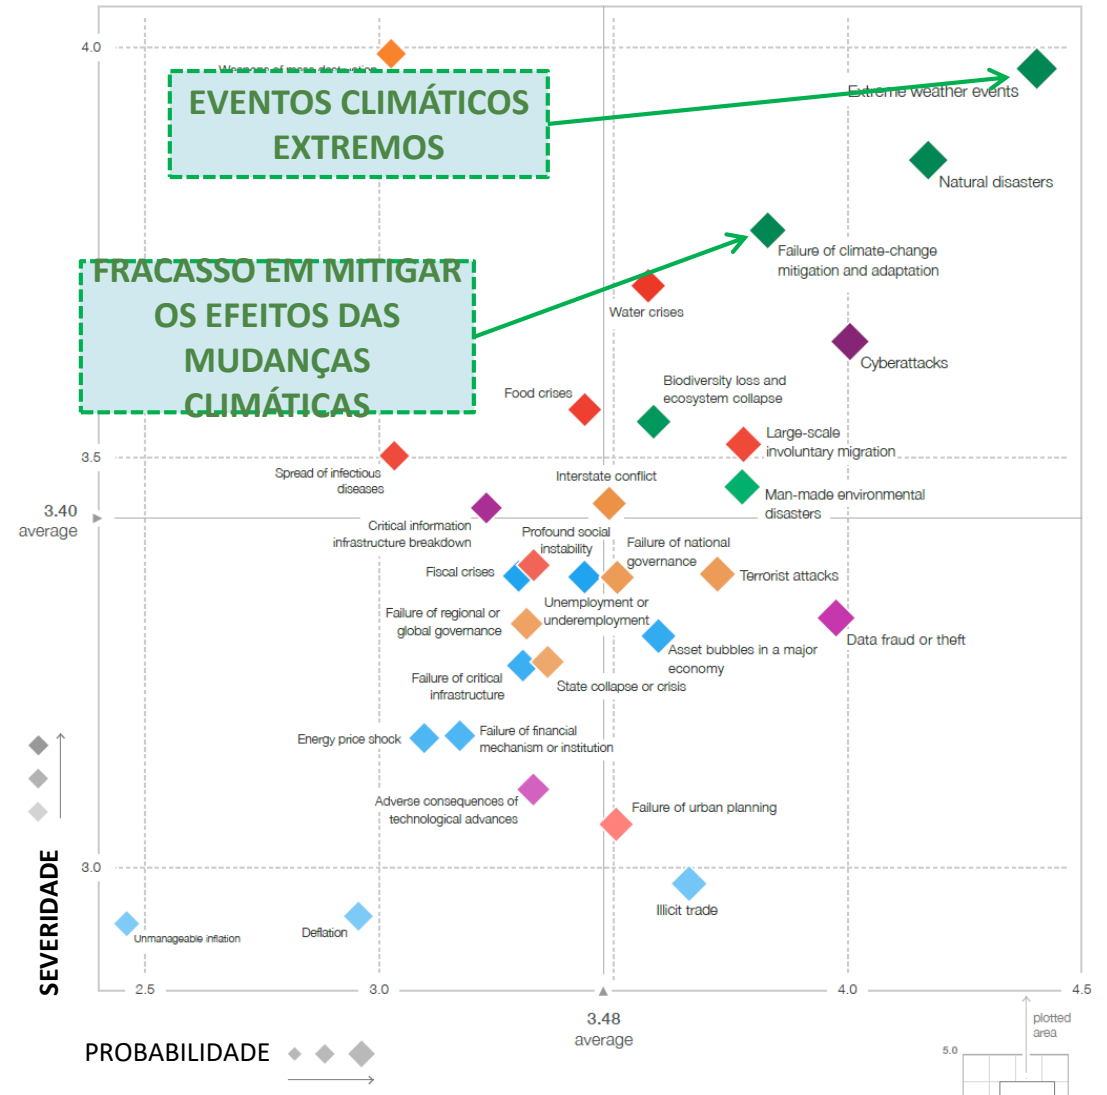 4.0
Weapons of mass destruction
EVENTOS CLIMÁTICOS
EXTREMOS
Extreme weather events
Natural disasters
FRACASSO EM MITIGAR
OS EFEITOS DAS
MUDANÇAS
CLIMÁTICAS
Failure of climate-change
mitigation and adaptation
Water crises
Cyberattacks
Biodiversity loss and
ecosystem collapse
Food crises
Large-scale
involuntary migration
3.5
Spread of infectious
diseases
Interstate conflict
Man-made environmental
disasters
3.40
average
Critical information
infrastructure breakdown
Profound social
instability
Failure of national
governance
Fiscal crises
Terrorist attacks
Unemployment or
underemployment
Failure of regional or
global governance
Data fraud or theft
Asset bubbles in a major
economy
Failure of critical
infrastructure
State collapse or crisis
Energy price shock
Failure of financial
mechanism or institution
Adverse consequences of
technological advances
Failure of urban planning
3.0
SEVERIDADE
Illicit trade
Unmanageable inflation
Deflation
2.5
3.0
4.0
4.5
3.48
average
plotted
area
PROBABILIDADE
5.0